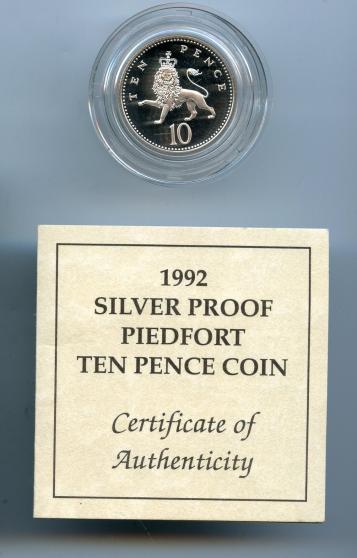 TEN PENCE
10
1992
SILVER PROOF
PIEDFORT
TEN PENCE COIN
Certificate of
Authenticity